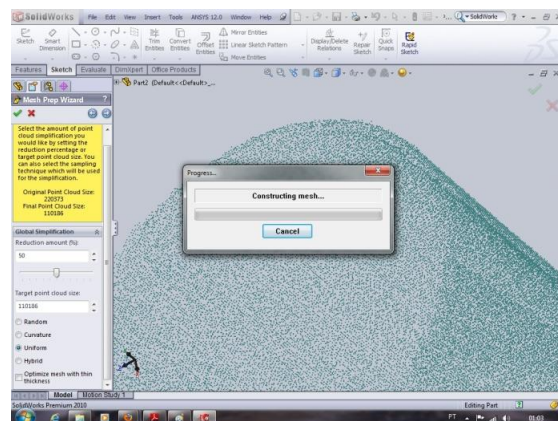 SolidWorks File Edit View Insert Tools ANSYS 12.0 Window Help SolidWorks
Sketch Smart Dimension Trim Entities Convert Entities Offset Entities Mirror Entities Linear Sketch Pattern Move Entities Display/Delete Relations Repair Sketch Quick Snaps Rapid Sketch
Features Sketch Evaluate DimXpert Office Products
Part2 (Default<<Default>_...
Mesh Prep Wizard ?
Select the amount of point
cloud simplification you
would like by setting the
reduction percentage or
target point cloud size. You
can also select the sampling
technique which will be used
for the simplification.
Original Point Cloud Size:
220373
Final Point Cloud Size:
110186
Global Simplification
Reduction amount (%):
50
Target point cloud size:
110186
Random
Curvature
Uniform
Hybrid
Optimize mesh with thin
thickness
Progress...
Constructing mesh...
Cancel
Model Motion Study 1
SolidWorks Premium 2010 Editing Part
PT 01:03